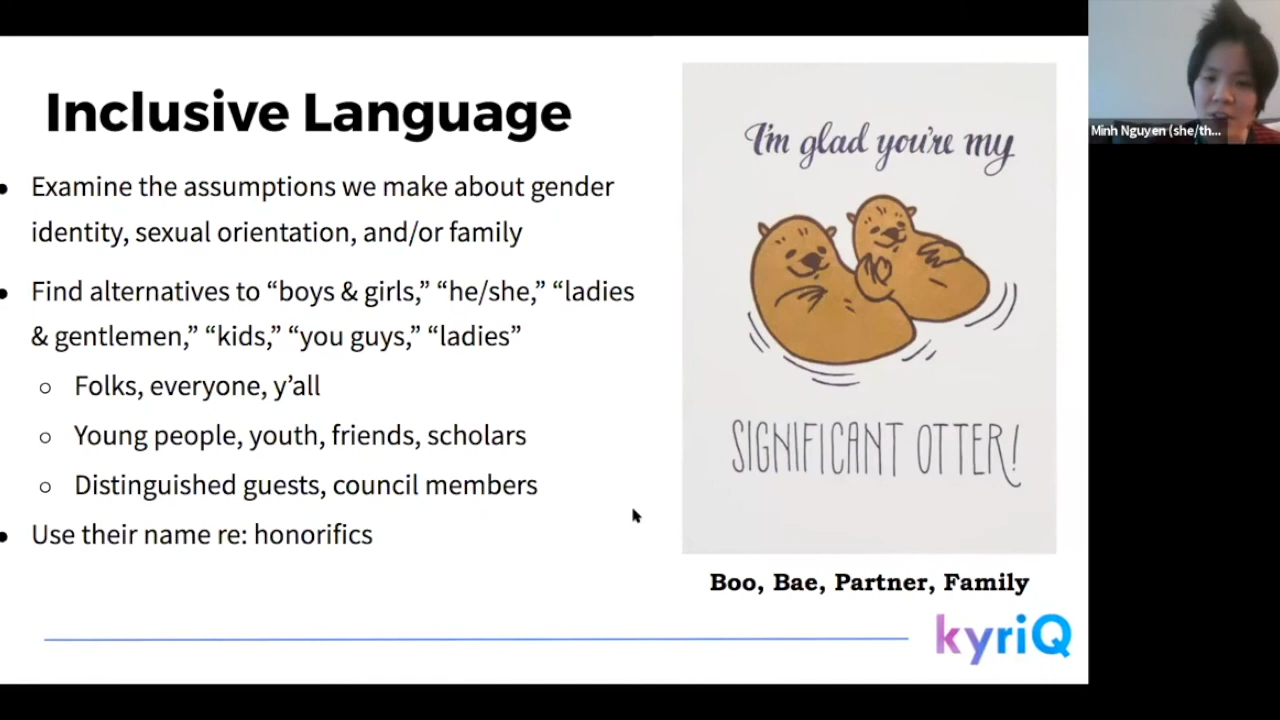 Inclusive Language
Examine the assumptions we make about gender
identity, sexual orientation, and/or family
Find alternatives to “boys & girls,” “he/she,” “ladies
& gentlemen,” “kids,” “you guys,” “ladies”
Folks, everyone, y’all
Young people, youth, friends, scholars
Distinguished guests, council members
Use their name re: honorifics
I'm glad you're my
SIGNIFICANT OTTER!
Boo, Bae, Partner, Family
kyriQ
Minh Nguyen (she/th...